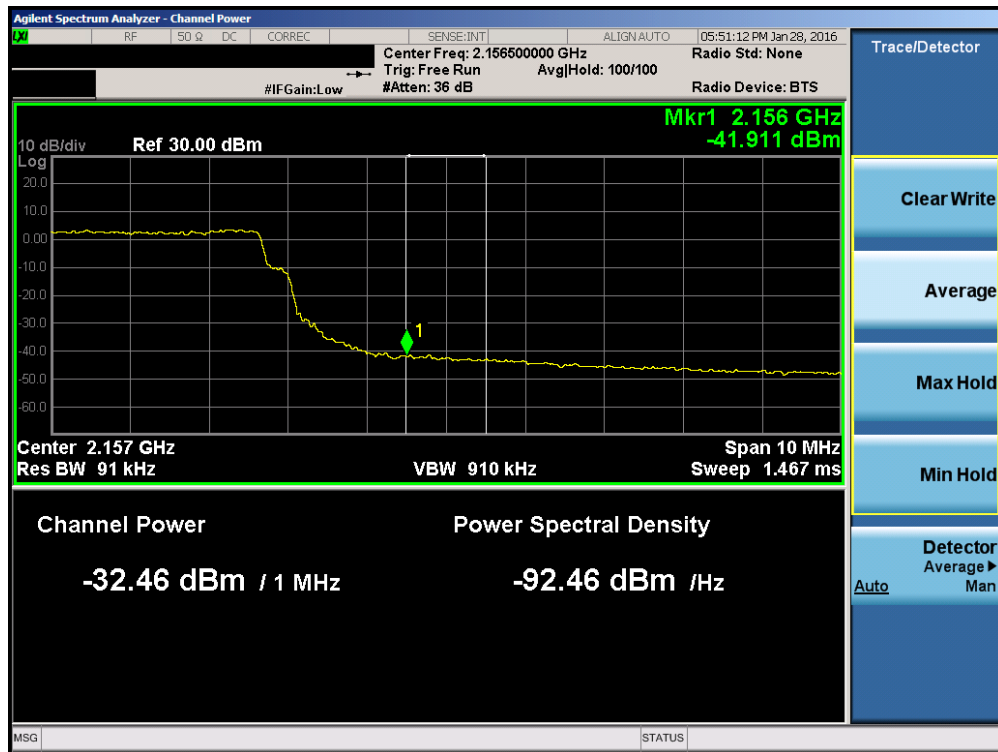 Agilent Spectrum Analyzer - Channel Power
LXI RF 50 Ω DC CORREC SENSE:INT ALIGN AUTO 05:51:12 PM Jan 28, 2016
Center Freq: 2.156500000 GHz Radio Std: None
Trig: Free Run Avg|Hold: 100/100
#IFGain:Low #Atten: 36 dB Radio Device: BTS
Trace/Detector
Mkr1 2.156 GHz
-41.911 dBm
10 dB/div Ref 30.00 dBm
Log
20.0
10.0
0.00
-10.0
-20.0
-30.0
1
-40.0
-50.0
-60.0
Center 2.157 GHz Span 10 MHz
Res BW 91 kHz VBW 910 kHz Sweep 1.467 ms
Channel Power Power Spectral Density
-32.46 dBm / 1 MHz -92.46 dBm /Hz
Clear Write
Average
Max Hold
Min Hold
Detector
Average
Auto Man
MSG STATUS